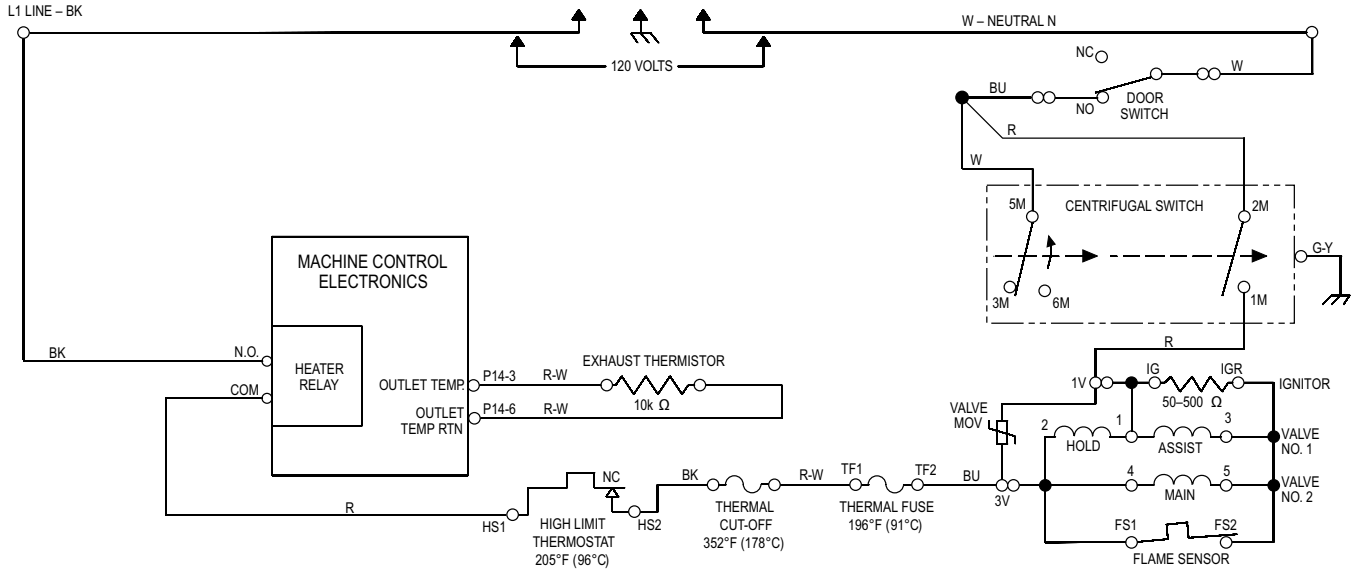 L1 LINE – BK
W – NEUTRAL N
120 VOLTS
NC
W
BU
NO
DOOR
SWITCH
R
W
5M
CENTRIFUGAL SWITCH
2M
G-Y
3M
6M
1M
MACHINE CONTROL
ELECTRONICS
BK
N.O.
HEATER
RELAY
COM
OUTLET TEMP.
P14-3
R-W
EXHAUST THERMISTOR
10k Ω
OUTLET
TEMP RTN
P14-6
R-W
R
1V
IG
IGR
IGNITOR
50–500 Ω
VALVE
MOV
2
HOLD
1
ASSIST
3
VALVE
NO. 1
4
MAIN
5
VALVE
NO. 2
FS1
FS2
FLAME SENSOR
R
HS1
NC
HS2
HIGH LIMIT
THERMOSTAT
205°F (96°C)
BK
THERMAL
CUT-OFF
352°F (178°C)
R-W
TF1
TF2
THERMAL FUSE
196°F (91°C)
BU
3V